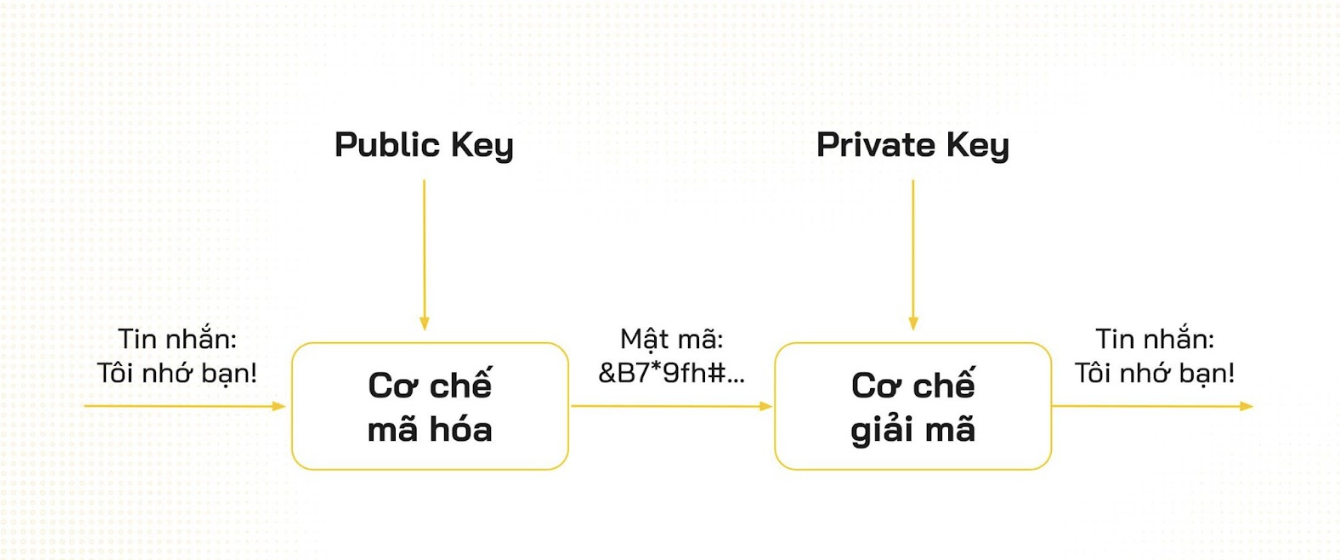 Public Key
Private Key
Tin nhắn:
Tôi nhớ bạn!
Cơ chế
mã hóa
Mật mã:
&B7*9fh#...
Cơ chế
giải mã
Tin nhắn:
Tôi nhớ bạn!